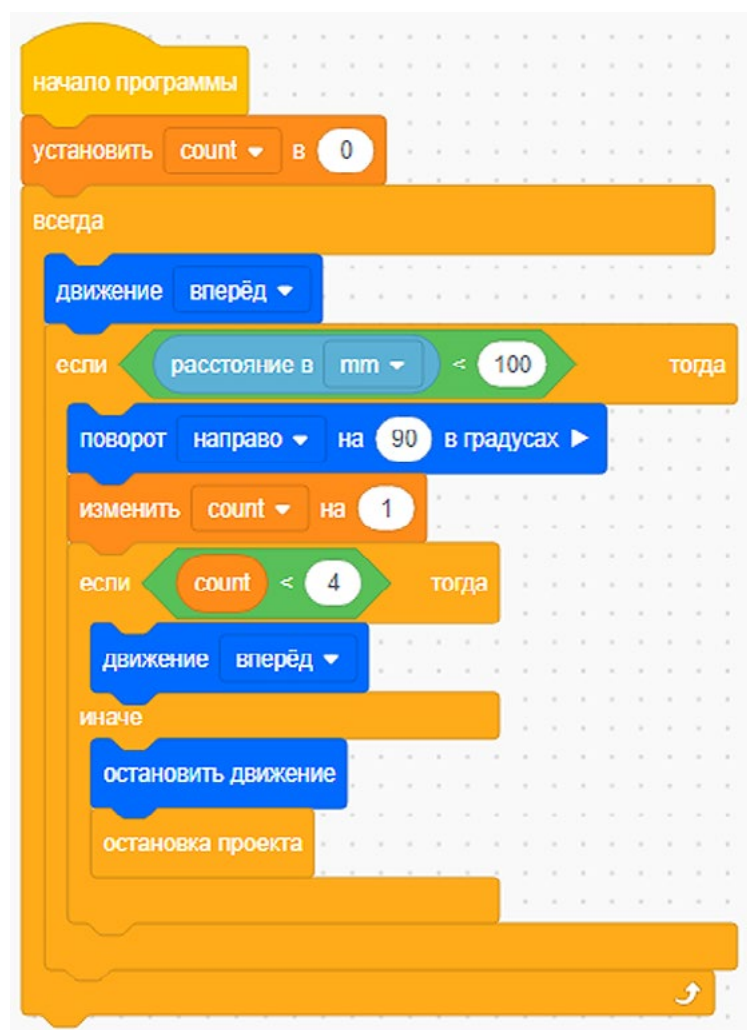 начало программы
установить count в 0
всегда
движение вперёд
если расстояние в mm < 100 тогда
поворот направо на 90 в градусах
изменить count на 1
если count < 4 тогда
движение вперёд
иначе
остановить движение
остановка проекта